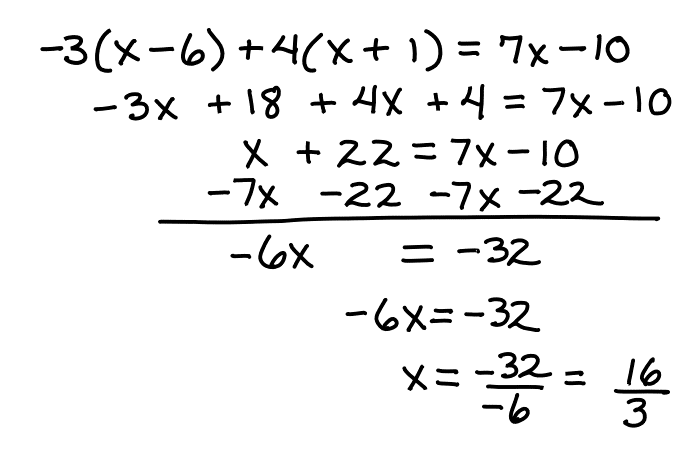 -3(x-6)+4(x+1)=7x-10
-3x +18 +4x +4=7x-10
x +22=7x-10
-7x -22 -7x -22
-6x = -32
-6x=-32
x= -32/-6 = 16/3